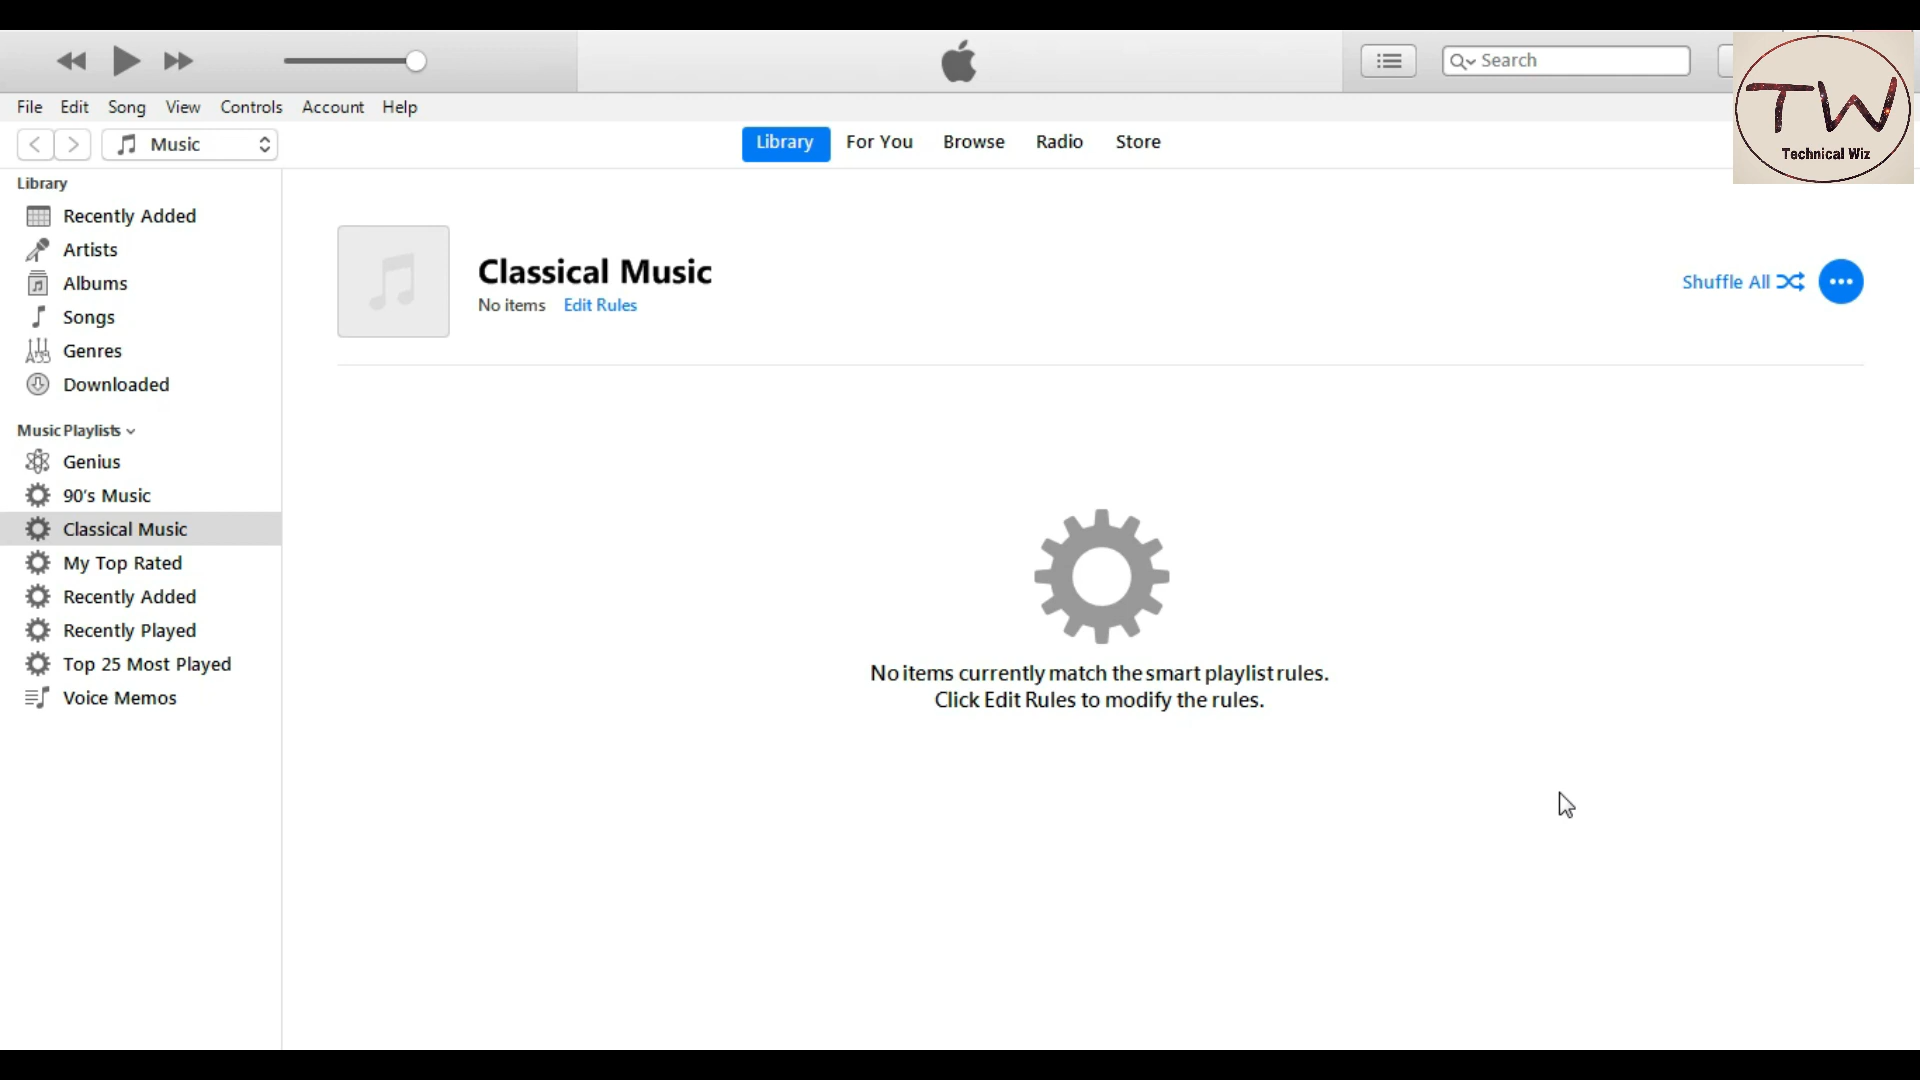 Search
TW
Technical Wiz
File Edit Song View Controls Account Help
Music
Library For You Browse Radio Store
Library
Recently Added
Artists
Albums
Songs
Genres
Downloaded
Music Playlists
Genius
90's Music
Classical Music
My Top Rated
Recently Added
Recently Played
Top 25 Most Played
Voice Memos
Classical Music
No items Edit Rules
Shuffle All
No items currently match the smart playlist rules.
Click Edit Rules to modify the rules.